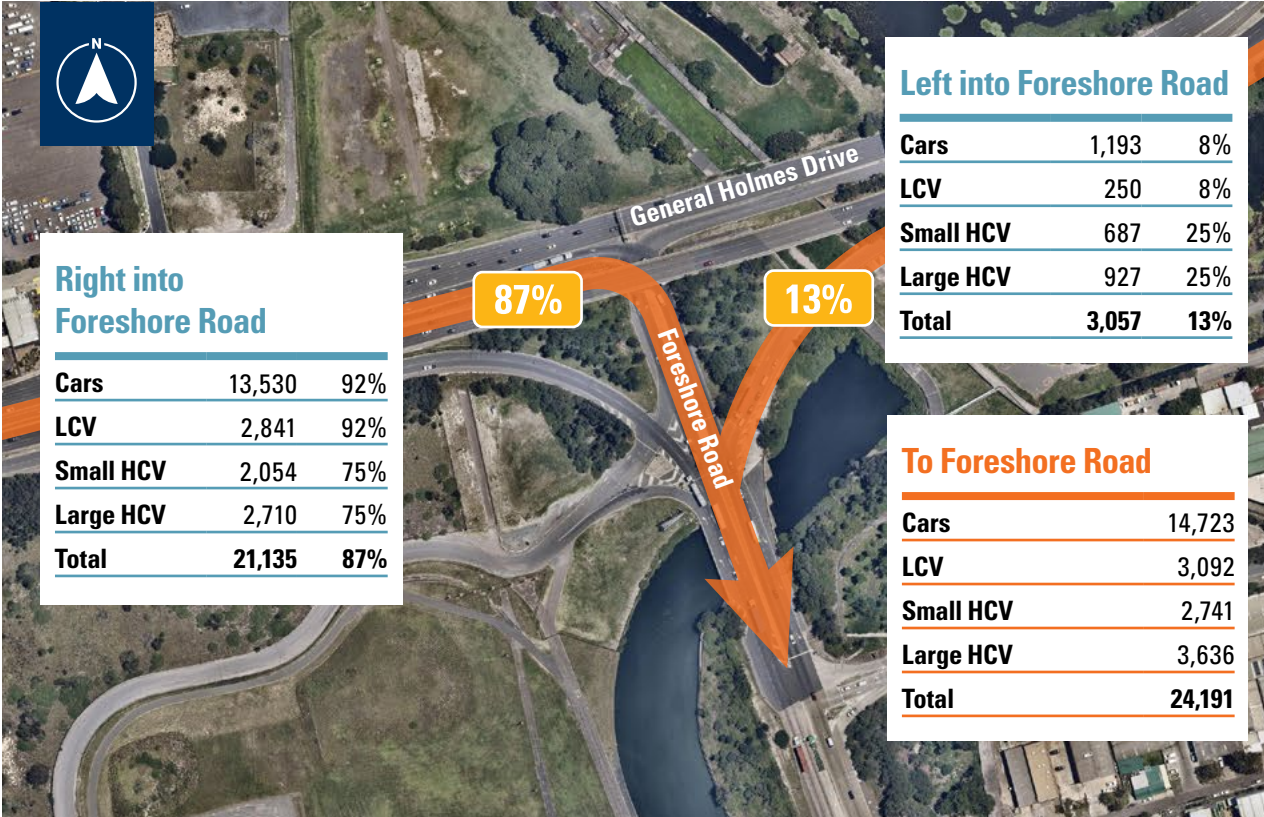 N
General Holmes Drive
87%
13%
Foreshore Road
Right into
Foreshore Road
Cars 13,530 92%
LCV 2,841 92%
Small HCV 2,054 75%
Large HCV 2,710 75%
Total 21,135 87%
Left into Foreshore Road
Cars 1,193 8%
LCV 250 8%
Small HCV 687 25%
Large HCV 927 25%
Total 3,057 13%
To Foreshore Road
Cars 14,723
LCV 3,092
Small HCV 2,741
Large HCV 3,636
Total 24,191